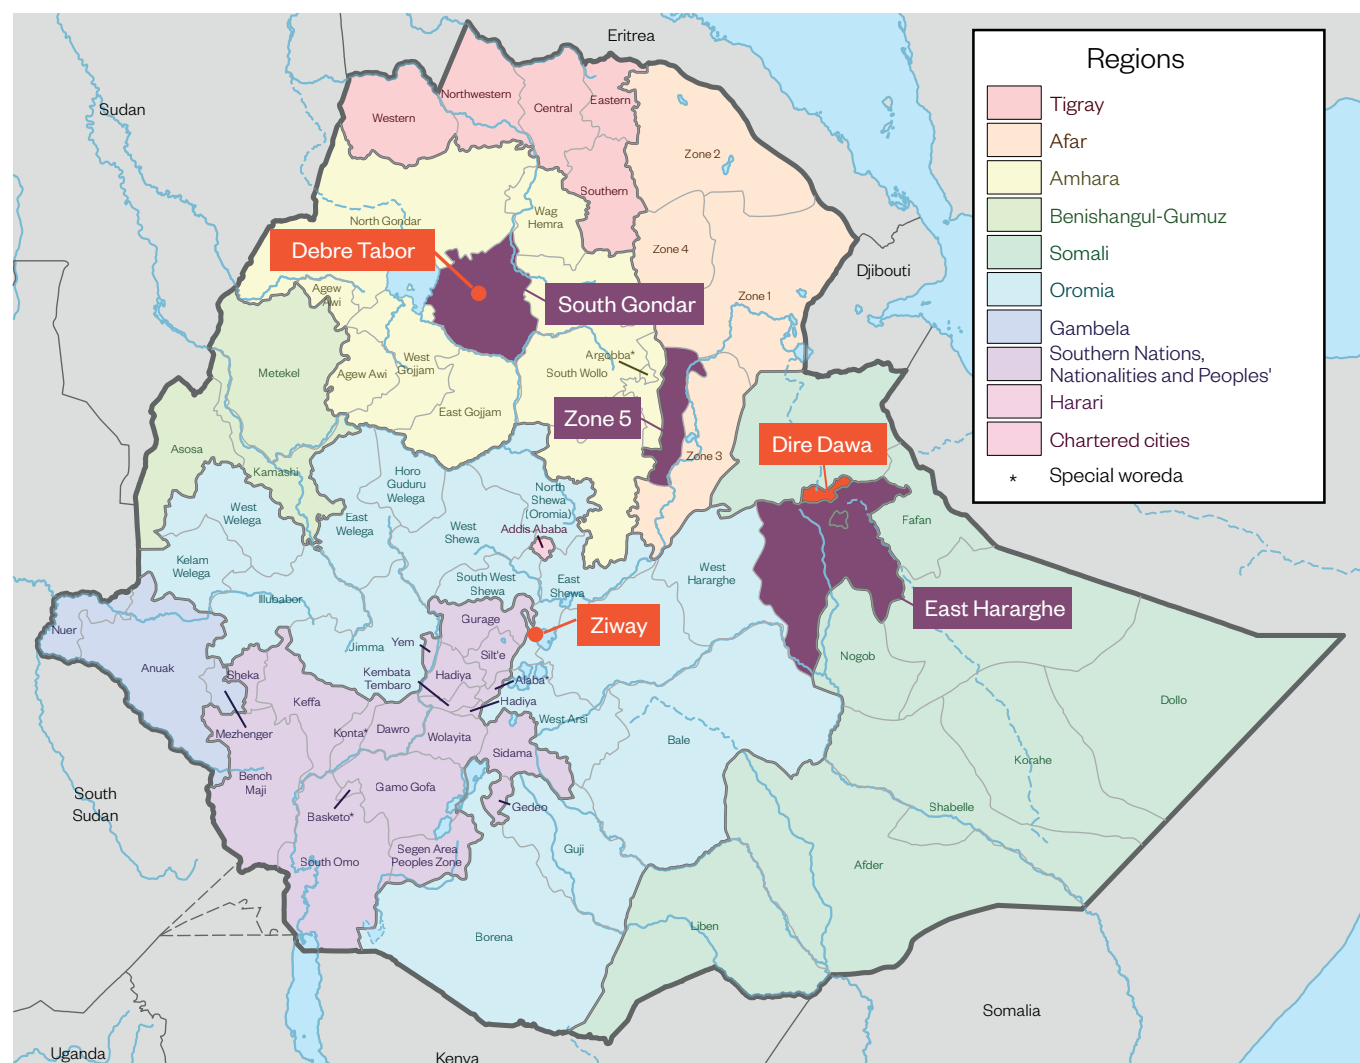 Eritrea
Sudan
Djibouti
South
Sudan
Uganda
Kenya
Somalia
Regions
Tigray
Afar
Amhara
Benishangul-Gumuz
Somali
Oromia
Gambela
Southern Nations,
Nationalities and Peoples'
Harari
Chartered cities
* Special woreda
Western
Northwestern
Central
Eastern
Southern
Zone 2
Zone 4
Zone 1
Zone 3
North Gondar
Wag
Hemra
Debre Tabor
South Gondar
Agew
Awi
Agew Awi
West
Gojjam
East Gojjam
Argobba*
South Wollo
Zone 5
Dire Dawa
East Hararghe
Ziway
Metekel
Asosa
Kamashi
West
Welega
Kelam
Welega
East
Welega
Horo
Guduru
Welega
West
Shewa
North
Shewa
(Oromia)
Addis Ababa
South West
Shewa
East
Shewa
West
Hararghe
Fafan
Illubabor
Jimma
Nuer
Anuak
Sheka
Mezhenger
Keffa
Bench
Maji
Yem
Kembata
Tembaro
Gurage
Silt'e
Hadiya
Alaba*
Hadiya
West Arsi
Konta*
Dawro
Wolayita
Sidama
Gedeo
Gamo Gofa
Basketo*
South Omo
Segen Area
Peoples Zone
Guji
Borena
Bale
Nogob
Dollo
Korahe
Shabelle
Afder
Liben